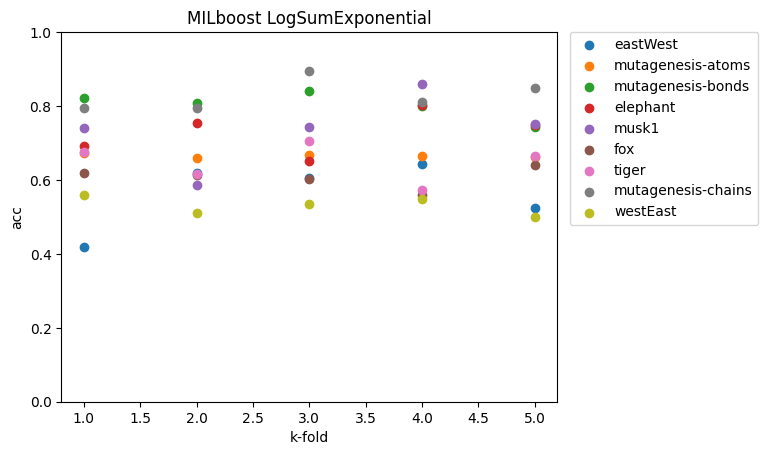 MILboost LogSumExponential
1.0
0.8
0.6
0.4
0.2
0.0
acc
1.0 1.5 2.0 2.5 3.0 3.5 4.0 4.5 5.0
k-fold
eastWest
mutagenesis-atoms
mutagenesis-bonds
elephant
musk1
fox
tiger
mutagenesis-chains
westEast